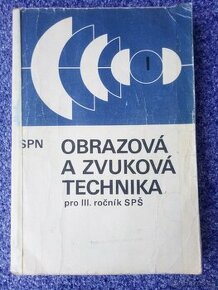 SPN
OBRAZOVÁ
A ZVUKOVÁ
TECHNIKA
pro III. ročník SPŠ